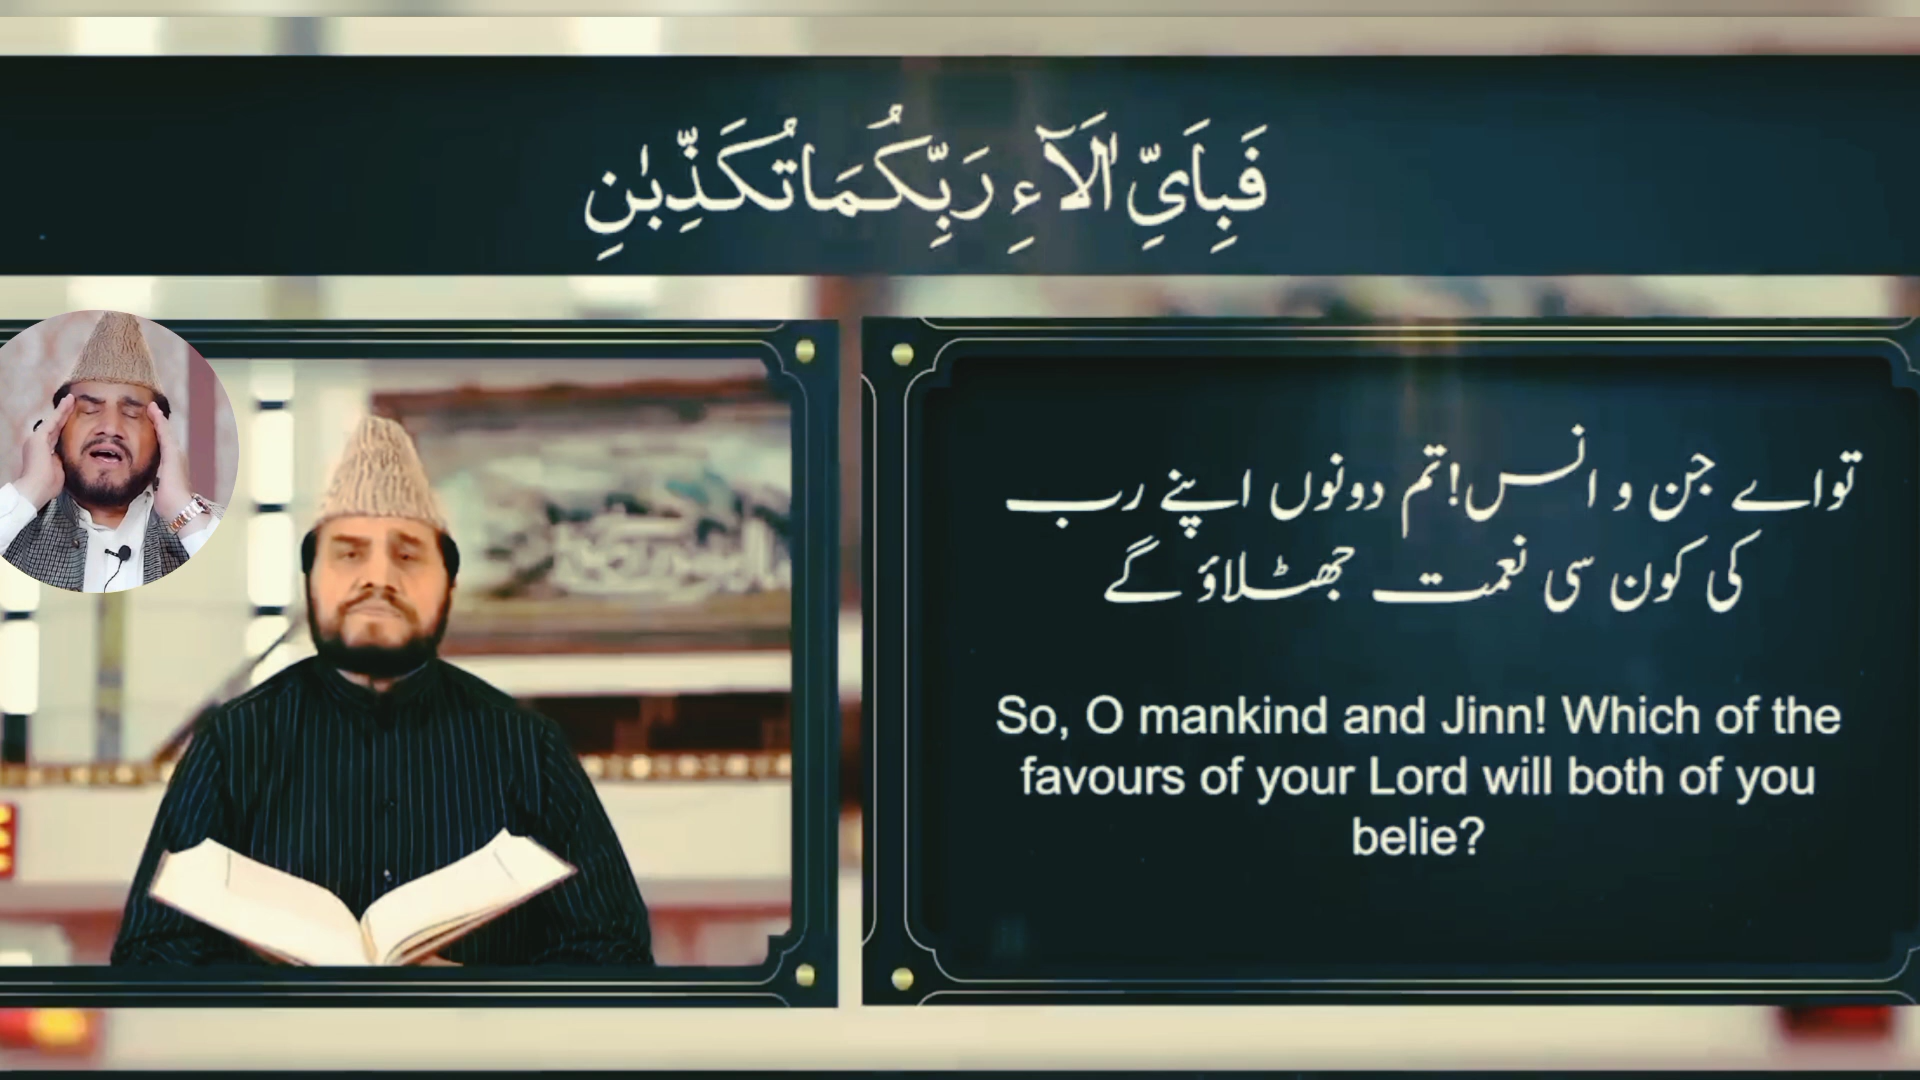 فَبِاَیِّ اٰلَآءِ رَبِّكُمَا تُكَذِّبٰنِ
تو اے جن و انس! تم دونوں اپنے رب
کی کون سی نعمت جھٹلاؤ گے
So, O mankind and Jinn! Which of the
favours of your Lord will both of you
belie?